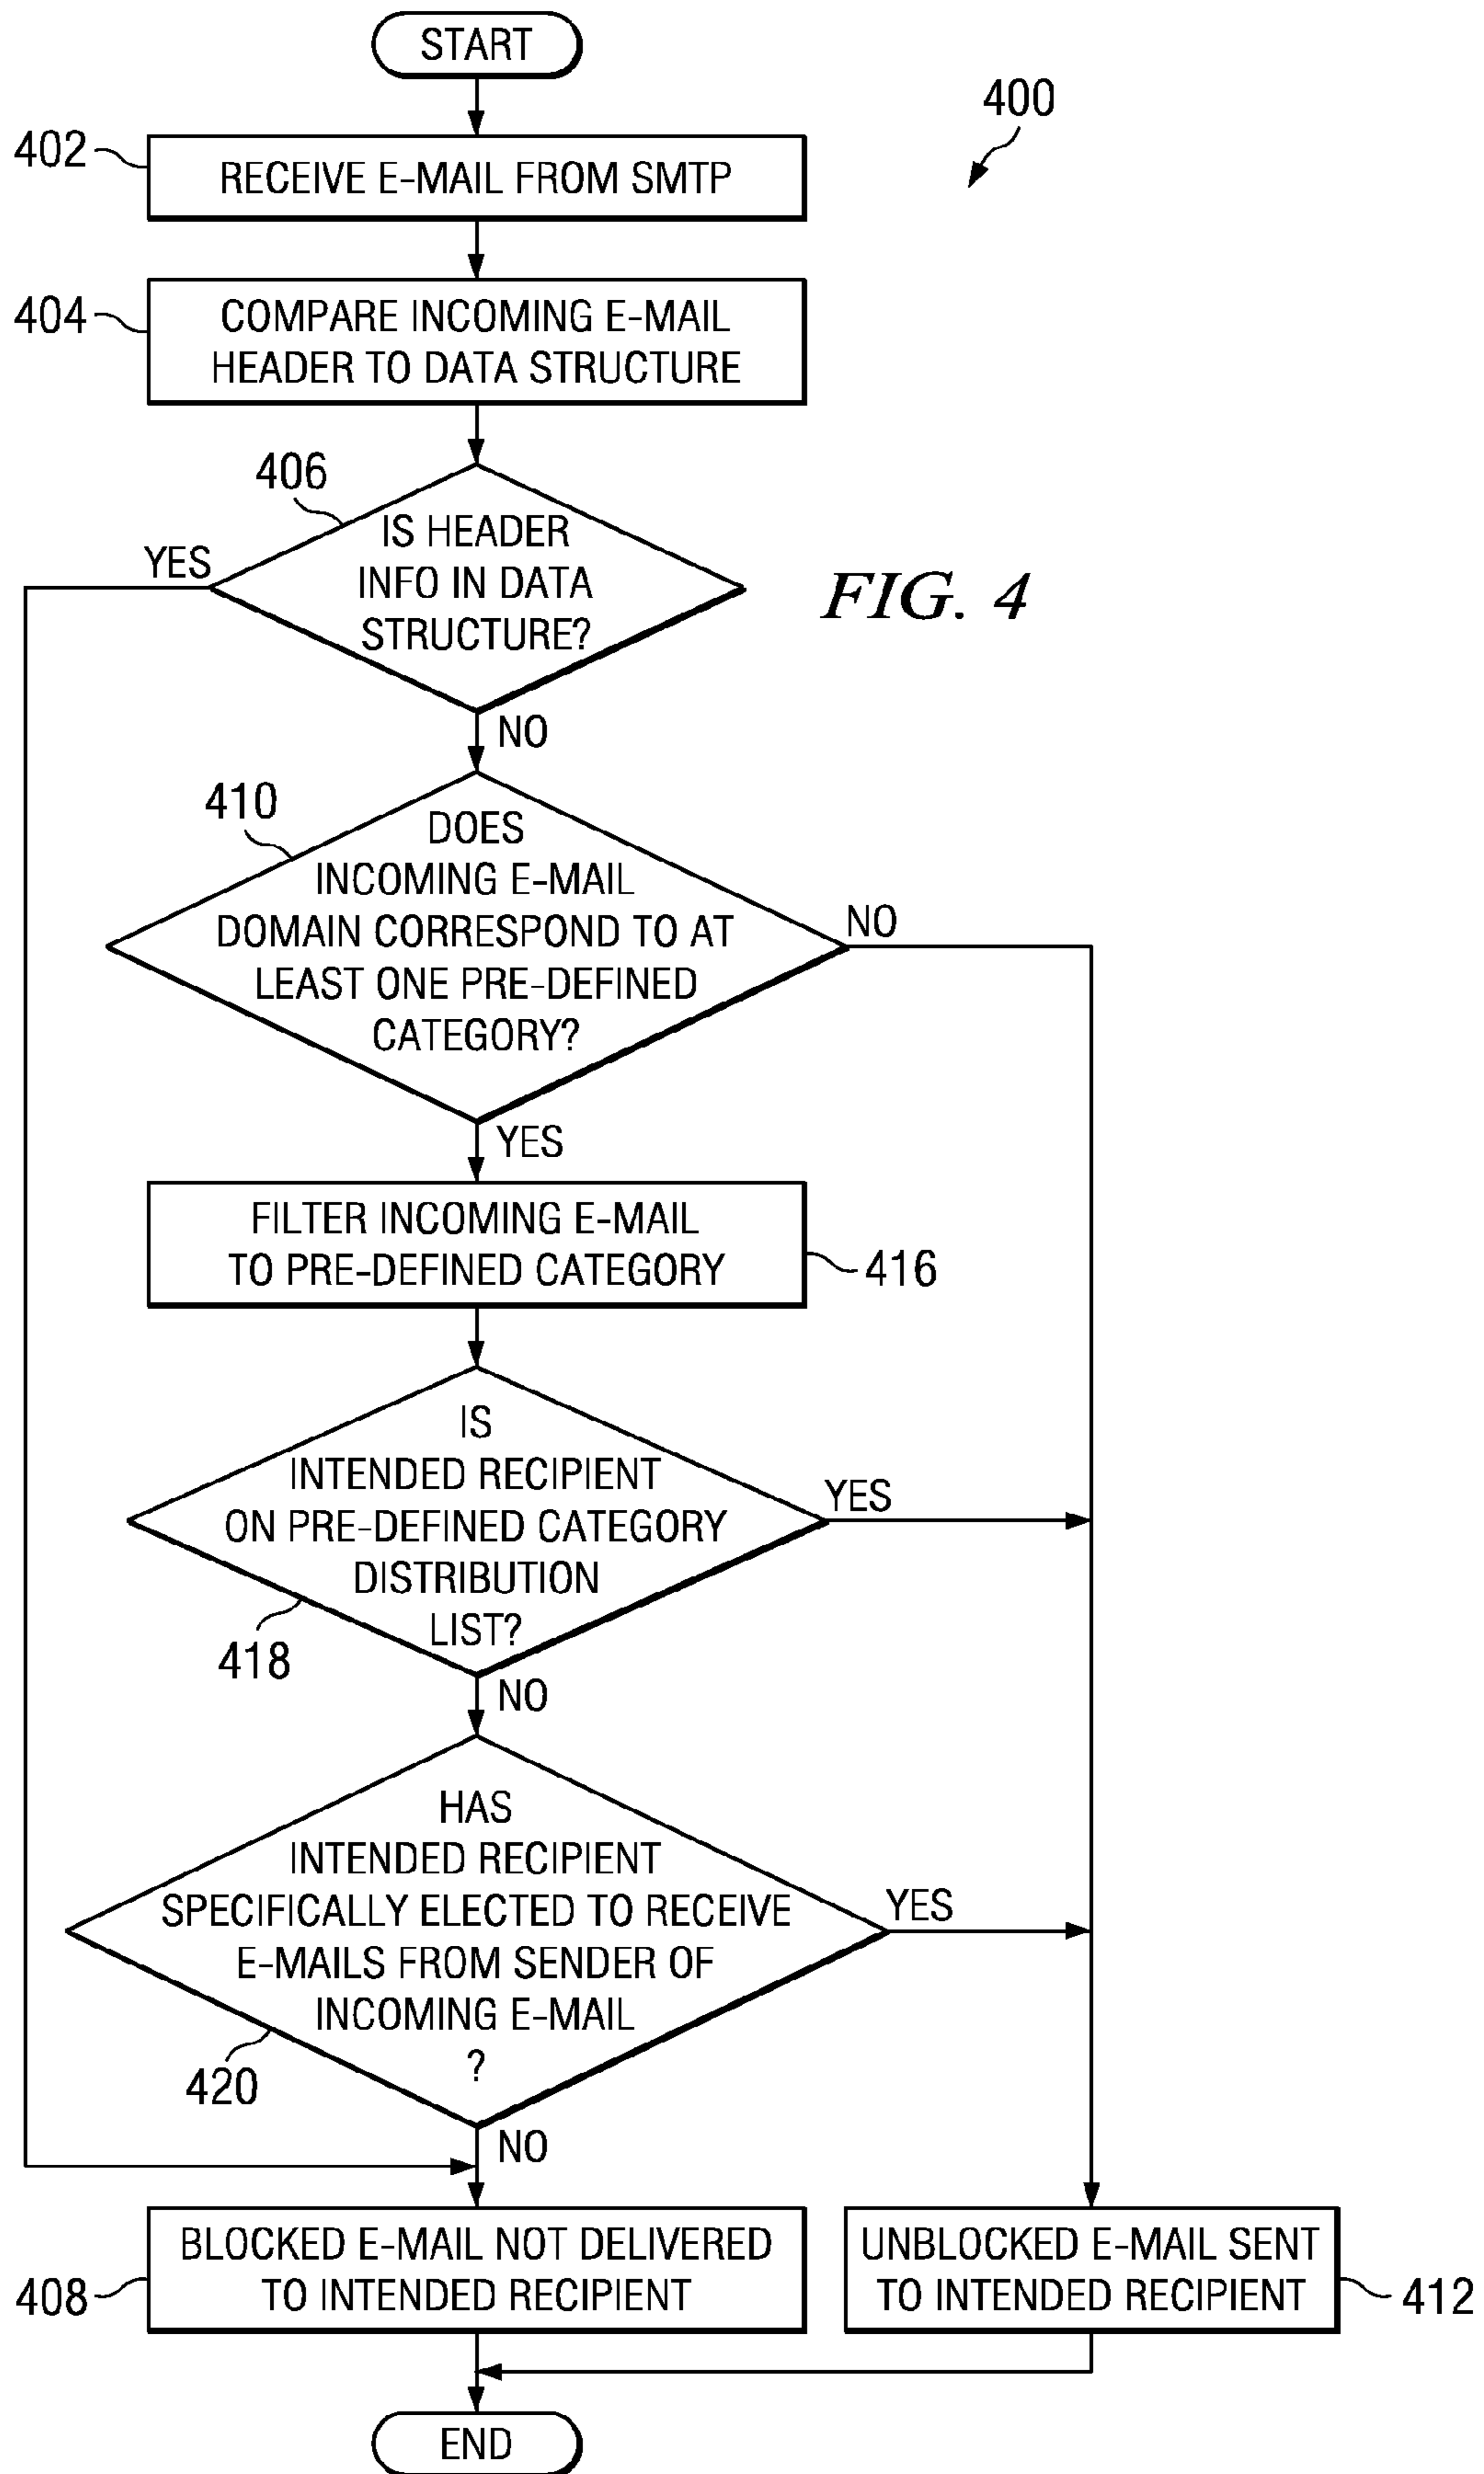 START
400
402
RECEIVE E-MAIL FROM SMTP
404
COMPARE INCOMING E-MAIL
HEADER TO DATA STRUCTURE
406
IS HEADER
INFO IN DATA
STRUCTURE?
YES
NO
FIG. 4
410
DOES
INCOMING E-MAIL
DOMAIN CORRESPOND TO AT
LEAST ONE PRE-DEFINED
CATEGORY?
NO
YES
FILTER INCOMING E-MAIL
TO PRE-DEFINED CATEGORY
416
IS
INTENDED RECIPIENT
ON PRE-DEFINED CATEGORY
DISTRIBUTION
LIST?
YES
418
NO
HAS
INTENDED RECIPIENT
SPECIFICALLY ELECTED TO RECEIVE
E-MAILS FROM SENDER OF
INCOMING E-MAIL
?
YES
420
NO
BLOCKED E-MAIL NOT DELIVERED
TO INTENDED RECIPIENT
408
UNBLOCKED E-MAIL SENT
TO INTENDED RECIPIENT
412
END